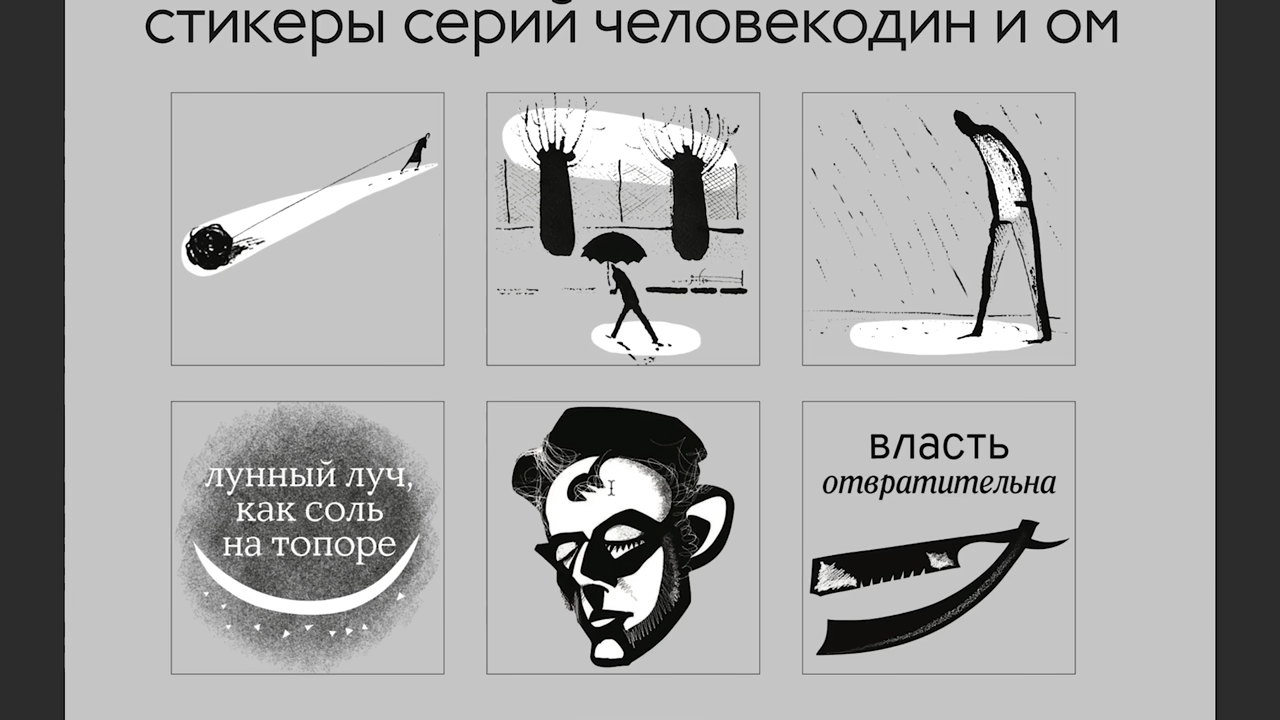 стикеры серий человекодин и ом
лунный луч,
как соль
на топоре
власть
отвратительна